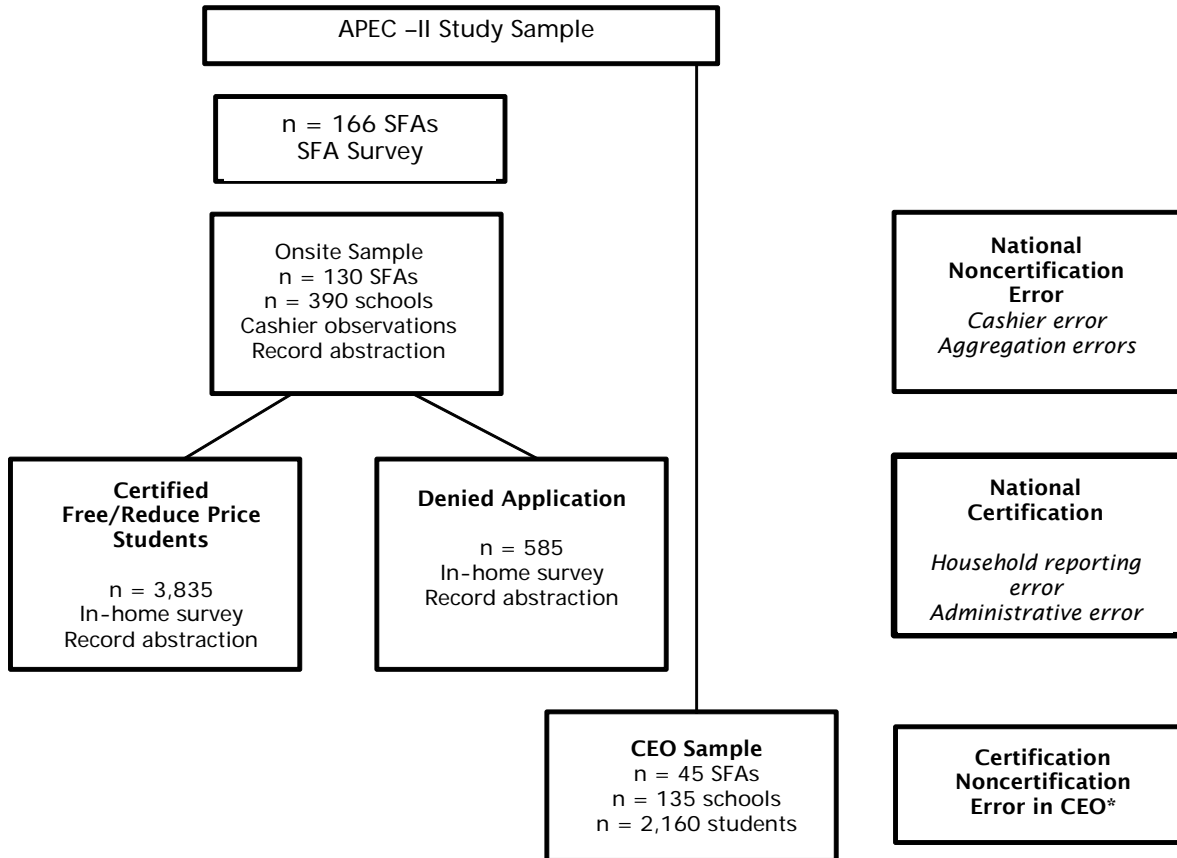 APEC –II Study Sample
n = 166 SFAs
SFA Survey
Onsite Sample
n = 130 SFAs
n = 390 schools
Cashier observations
Record abstraction
National
Noncertification
Error
Cashier error
Aggregation errors
Certified
Free/Reduce Price
Students
n = 3,835
In-home survey
Record abstraction
Denied Application
n = 585
In-home survey
Record abstraction
National
Certification
Household reporting
error
Administrative error
CEO Sample
n = 45 SFAs
n = 135 schools
n = 2,160 students
Certification
Noncertification
Error in CEO*